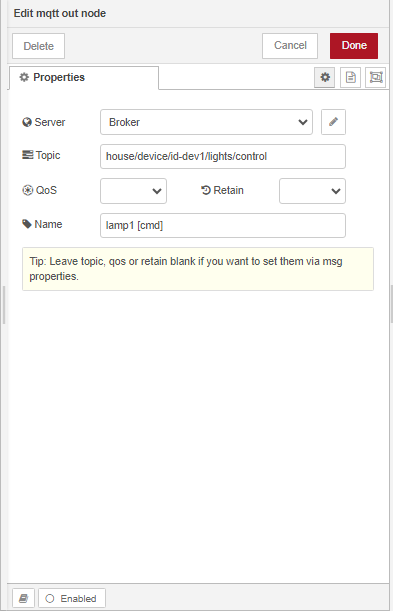 Edit mqtt out node
Delete
Cancel
Done
Properties
Server
Broker
Topic
house/device/id-dev1/lights/control
QoS
Retain
Name
lamp1 [cmd]
Tip: Leave topic, qos or retain blank if you want to set them via msg
properties.
Enabled